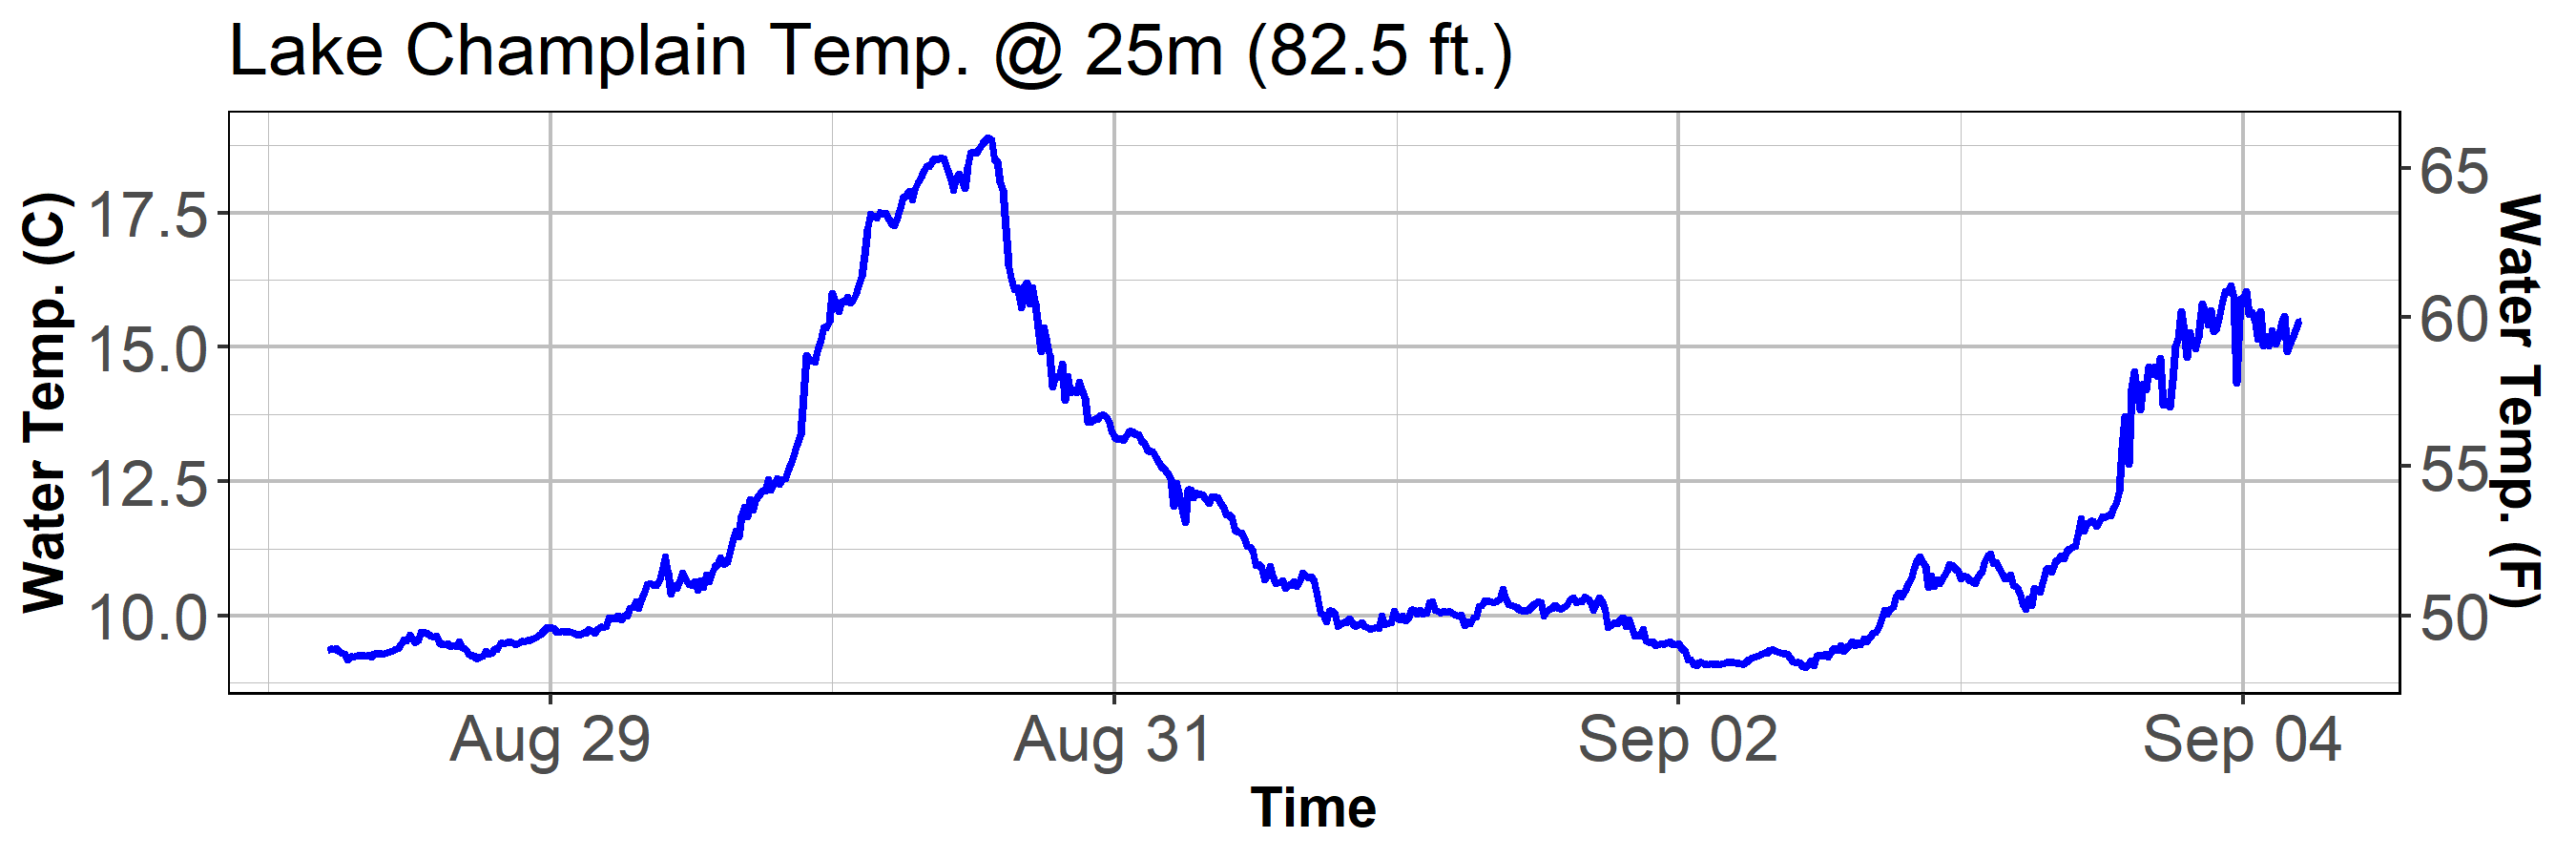 Lake Champlain Temp. @ 25m (82.5 ft.)
Water Temp. (C)
17.5
15.0
12.5
10.0
65
60
55
50
Water Temp. (F)
Aug 29
Aug 31
Sep 02
Sep 04
Time